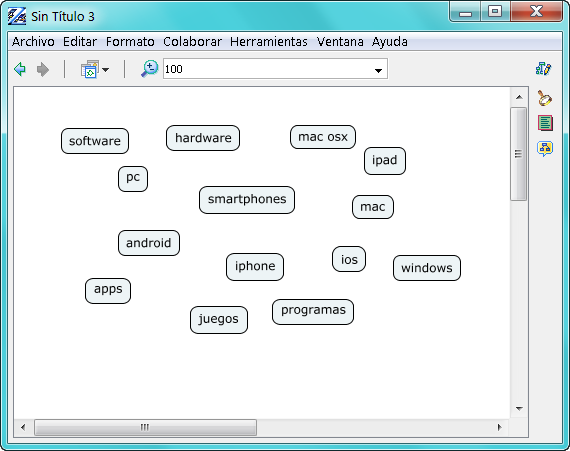 Sin Título 3
Archivo Editar Formato Colaborar Herramientas Ventana Ayuda
100
software
hardware
mac osx
ipad
pc
smartphones
mac
android
iphone
ios
windows
apps
juegos
programas